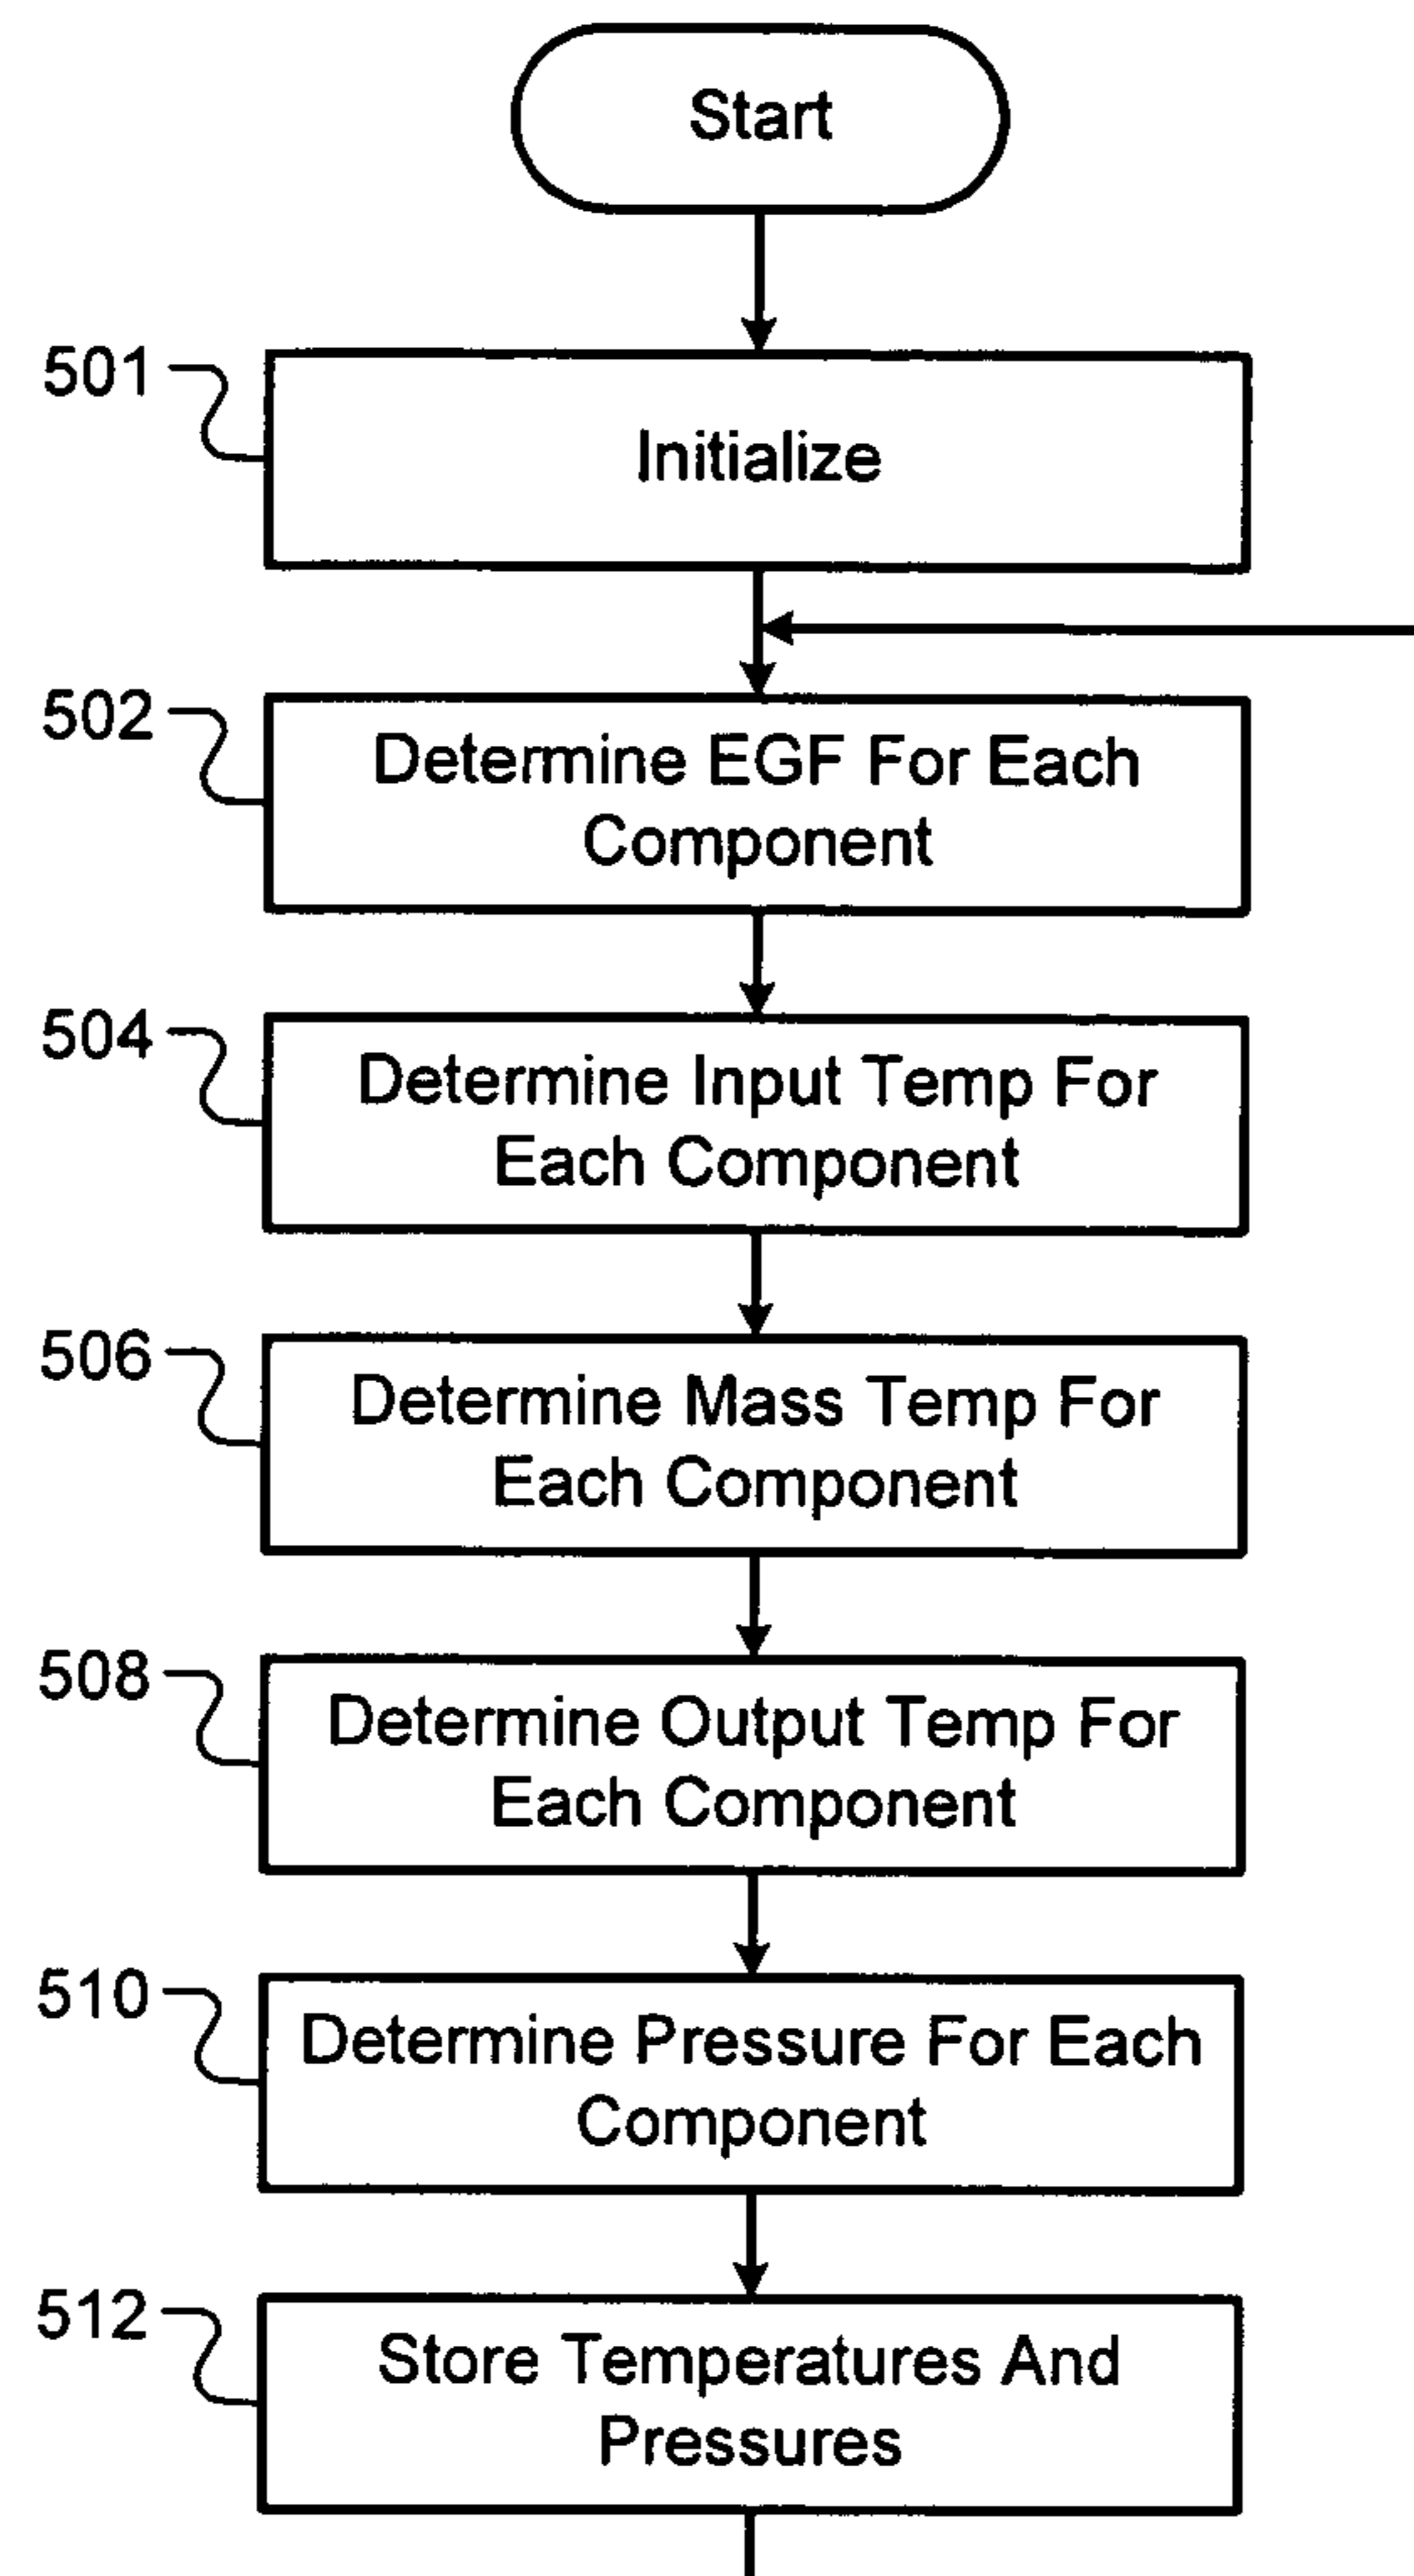 Start
501
Initialize
502
Determine EGF For Each
Component
504
Determine Input Temp For
Each Component
506
Determine Mass Temp For
Each Component
508
Determine Output Temp For
Each Component
510
Determine Pressure For Each
Component
512
Store Temperatures And
Pressures